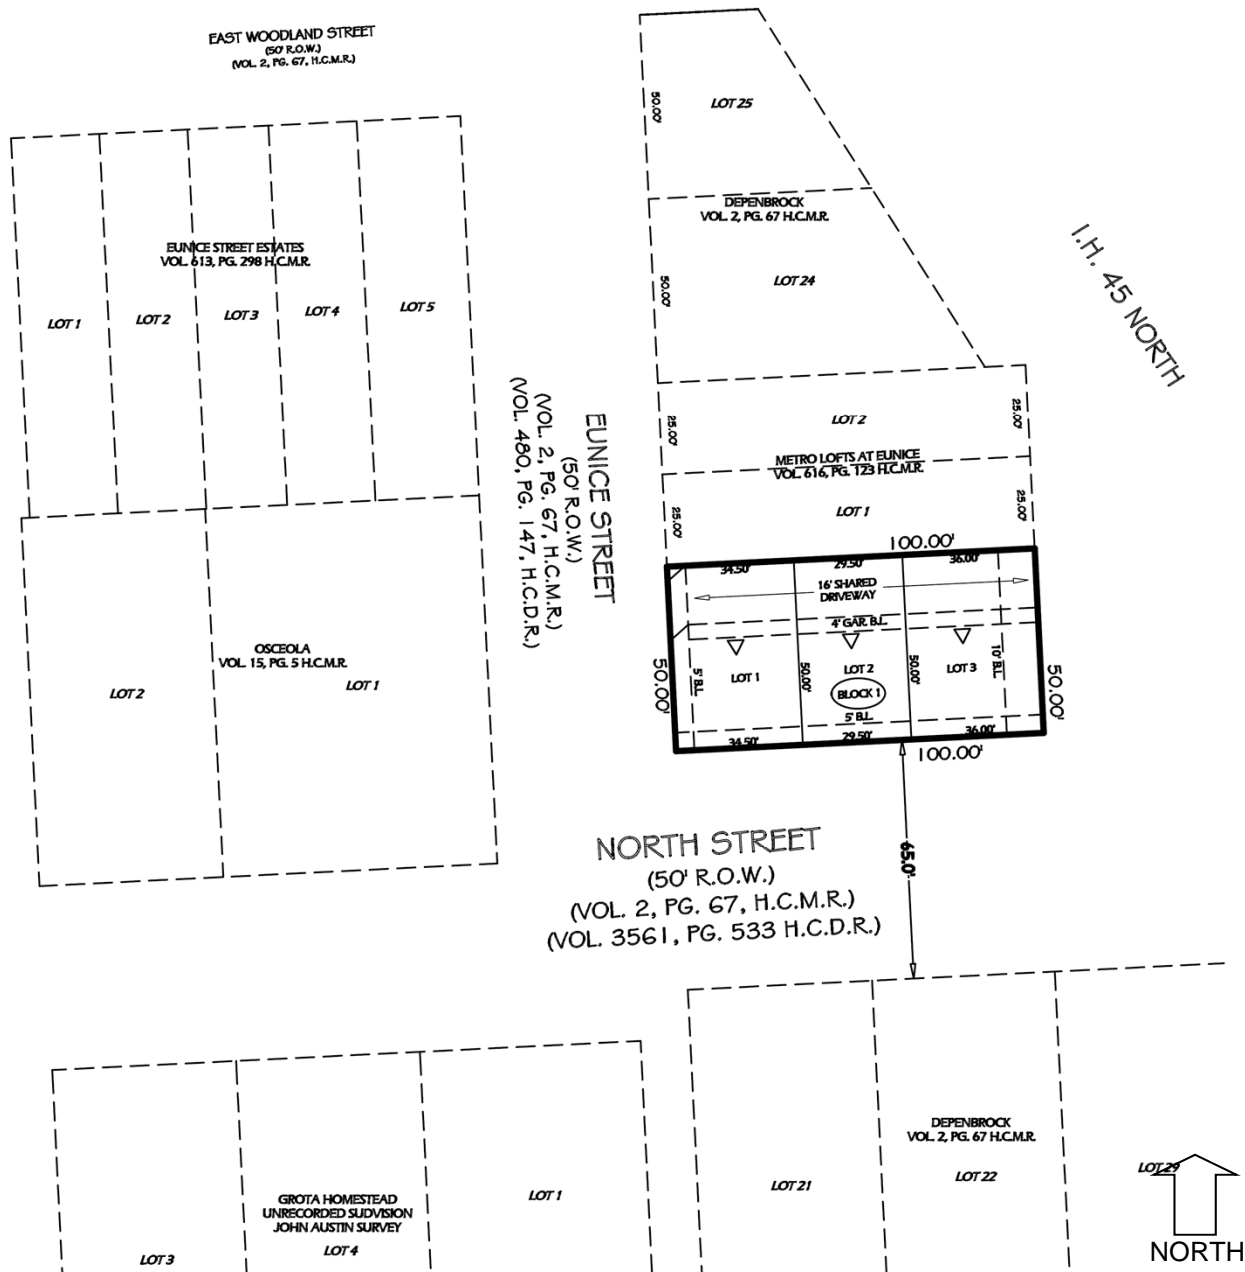 EAST WOODLAND STREET
(50' R.O.W.)
(VOL. 2, PG. 67, H.C.M.R.)
50.00'
LOT 25
DEPENBROCK
VOL. 2, PG. 67 H.C.M.R.
50.00'
LOT 24
I.H. 45 NORTH
EUNICE STREET ESTATES
VOL. 613, PG. 298 H.C.M.R.
LOT 1
LOT 2
LOT 3
LOT 4
LOT 5
EUNICE STREET
(50' R.O.W.)
(VOL. 2, PG. 67, H.C.M.R.)
(VOL. 480, PG. 147, H.C.D.R.)
25.00'
LOT 2
25.00'
METRO LOFTS AT EUNICE
VOL. 616, PG. 123 H.C.M.R.
25.00'
LOT 1
25.00'
100.00'
34.50'
29.50'
36.00'
16' SHARED
DRIVEWAY
4' GAR. B.L.
50.00'
5' B.L.
LOT 1
50.00'
LOT 2
50.00'
LOT 3
10' B.L.
50.00'
BLOCK 1
5' B.L.
34.50'
29.50'
36.00'
100.00'
OSCEOLA
VOL. 15, PG. 5 H.C.M.R.
LOT 2
LOT 1
NORTH STREET
(50' R.O.W.)
(VOL. 2, PG. 67, H.C.M.R.)
(VOL. 3561, PG. 533 H.C.D.R.)
65.0'
DEPENBROCK
VOL. 2, PG. 67 H.C.M.R.
LOT 21
LOT 22
LOT 29
GROTA HOMESTEAD
UNRECORDED SUDVISION
JOHN AUSTIN SURVEY
LOT 3
LOT 4
LOT 1
NORTH